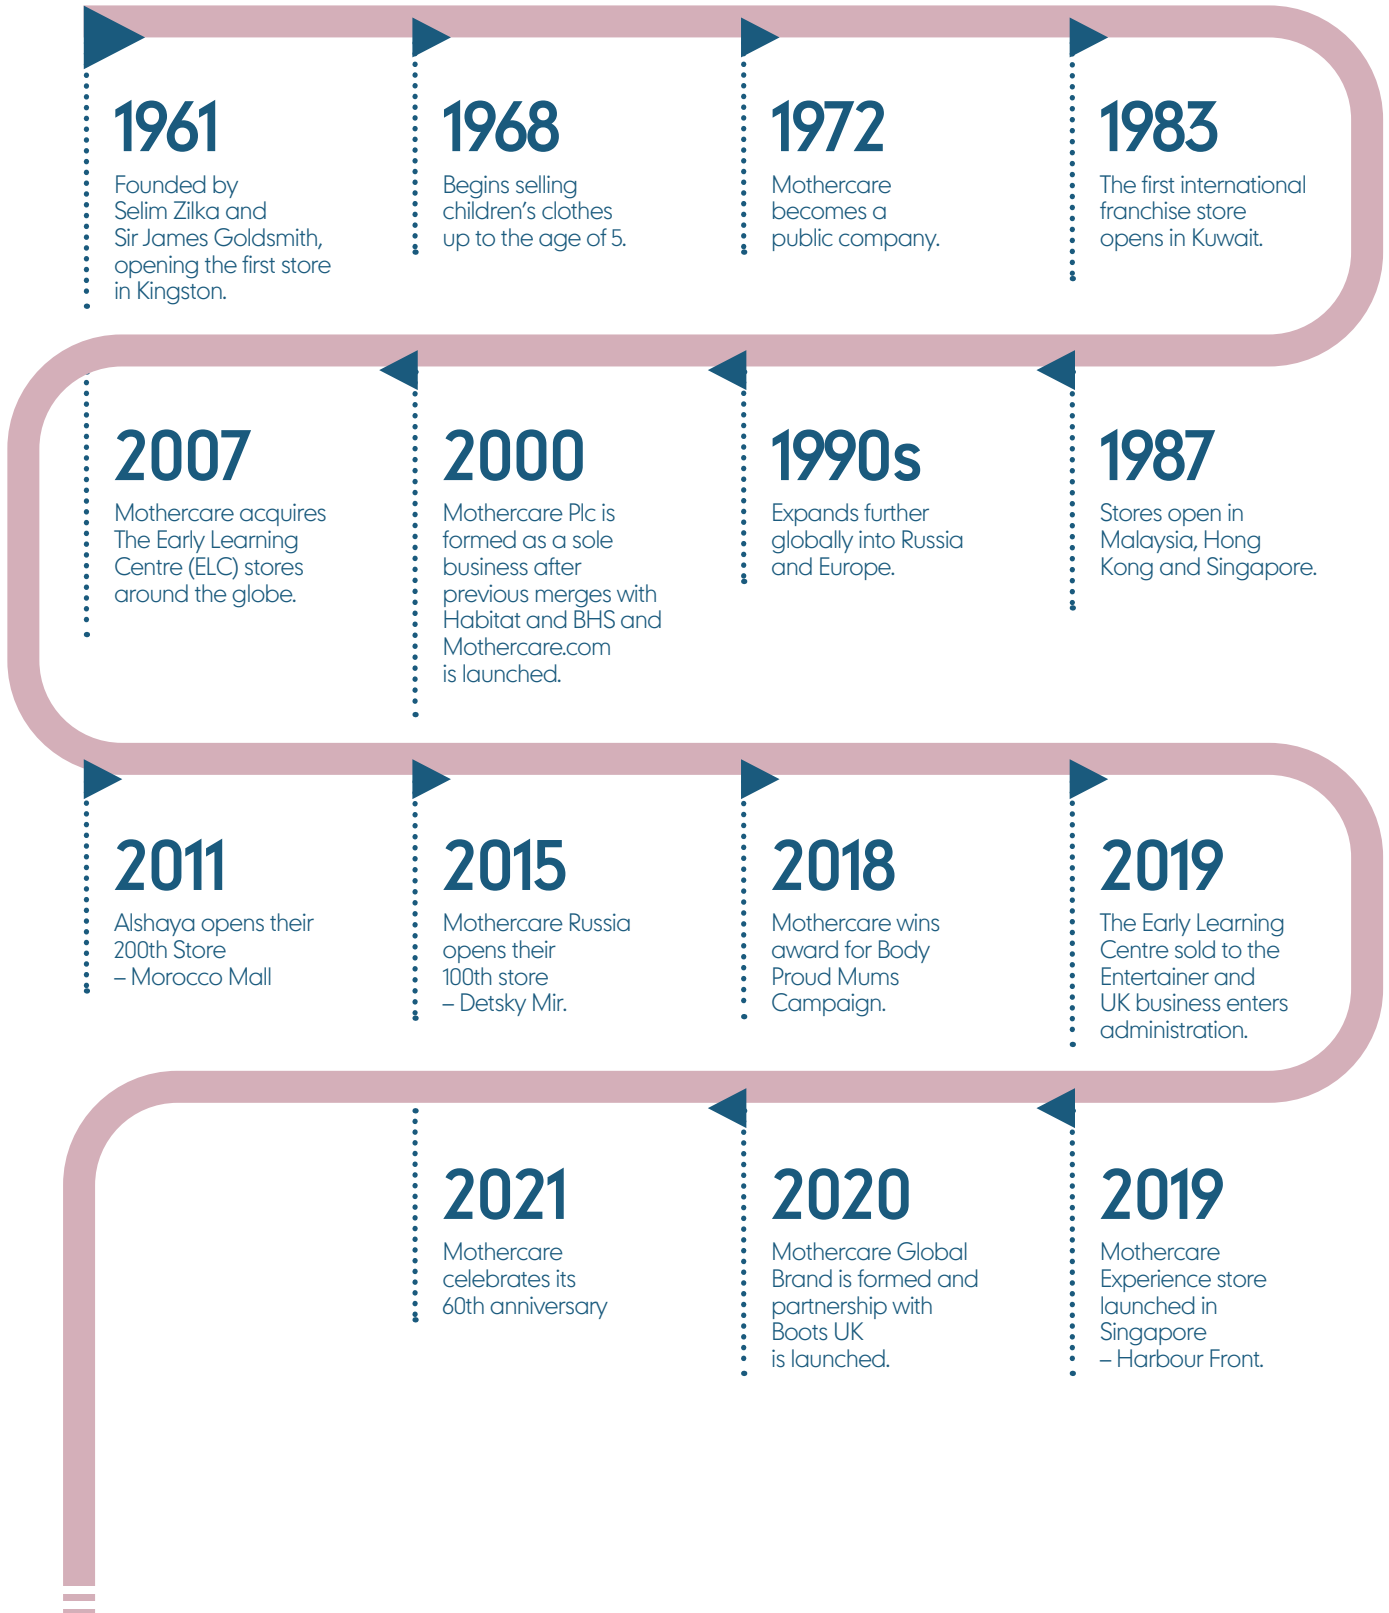 1961
Founded by
Selim Zilka and
Sir James Goldsmith,
opening the first store
in Kingston.
1968
Begins selling
children's clothes
up to the age of 5.
1972
Mothercare
becomes a
public company.
1983
The first international
franchise store
opens in Kuwait.
1987
Stores open in
Malaysia, Hong
Kong and Singapore.
1990s
Expands further
globally into Russia
and Europe.
2000
Mothercare Plc is
formed as a sole
business after
previous merges with
Habitat and BHS and
Mothercare.com
is launched.
2007
Mothercare acquires
The Early Learning
Centre (ELC) stores
around the globe.
2011
Alshaya opens their
200th Store
– Morocco Mall
2015
Mothercare Russia
opens their
100th store
– Detsky Mir.
2018
Mothercare wins
award for Body
Proud Mums
Campaign.
2019
The Early Learning
Centre sold to the
Entertainer and
UK business enters
administration.
2019
Mothercare
Experience store
launched in
Singapore
– Harbour Front.
2020
Mothercare Global
Brand is formed and
partnership with
Boots UK
is launched.
2021
Mothercare
celebrates its
60th anniversary